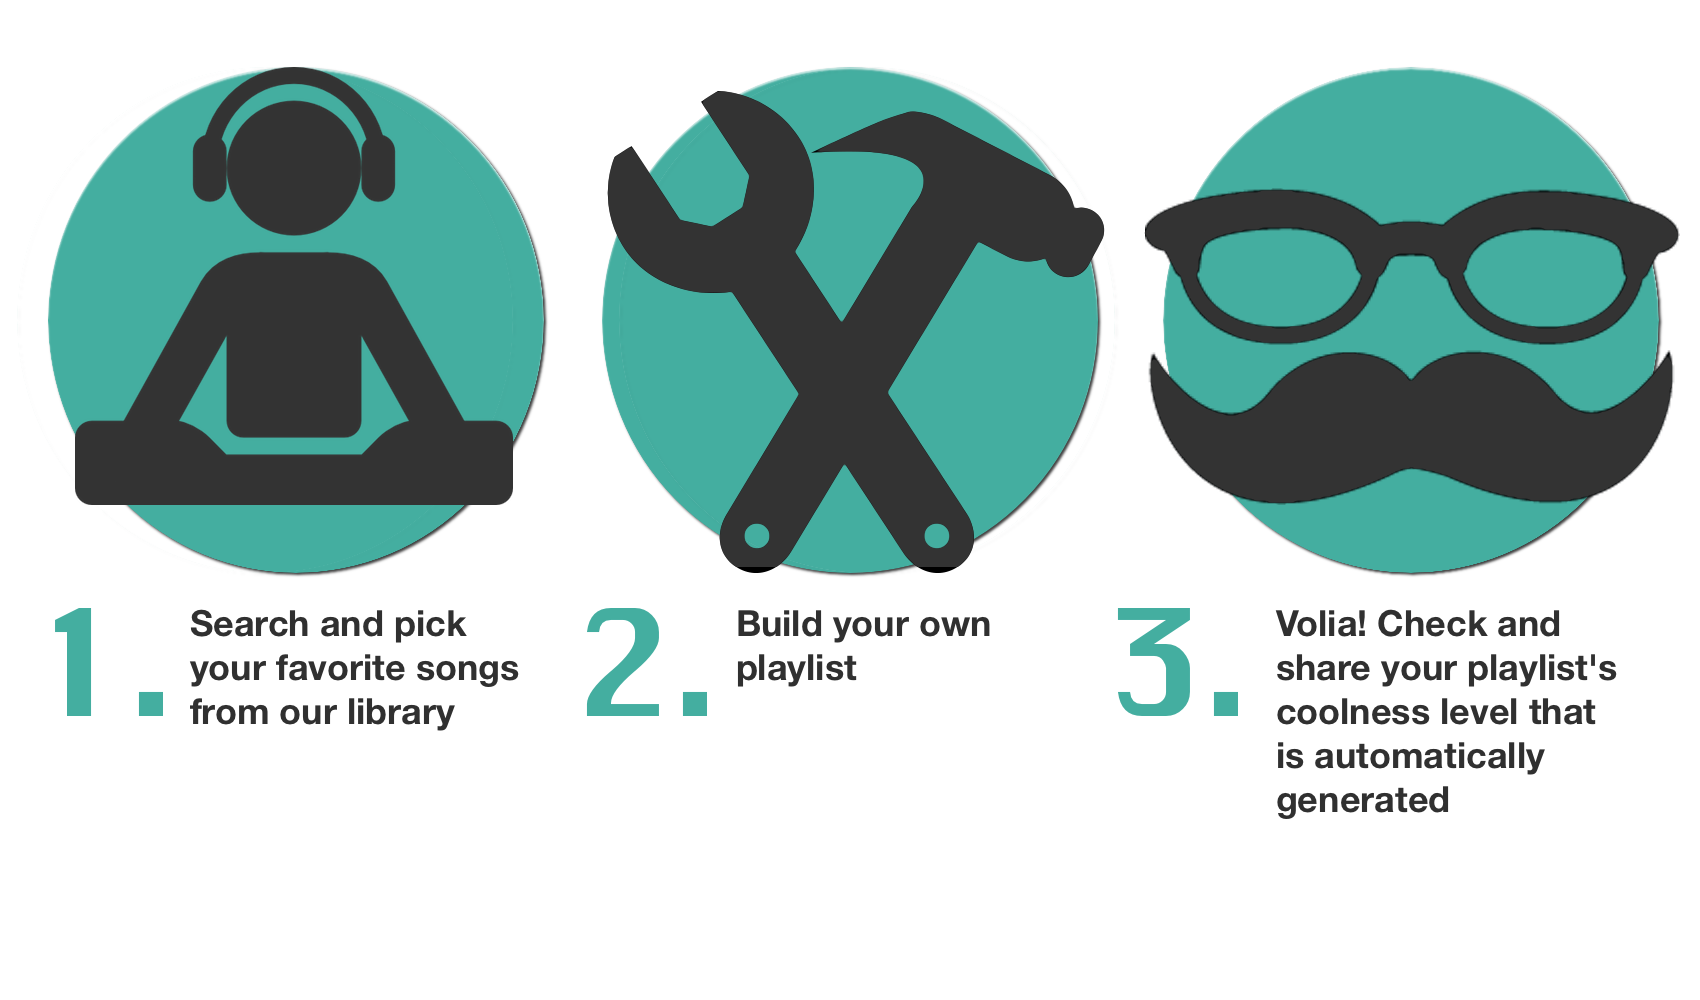 1. Search and pick
your favorite songs
from our library
2. Build your own
playlist
3. Volia! Check and
share your playlist's
coolness level that
is automatically
generated